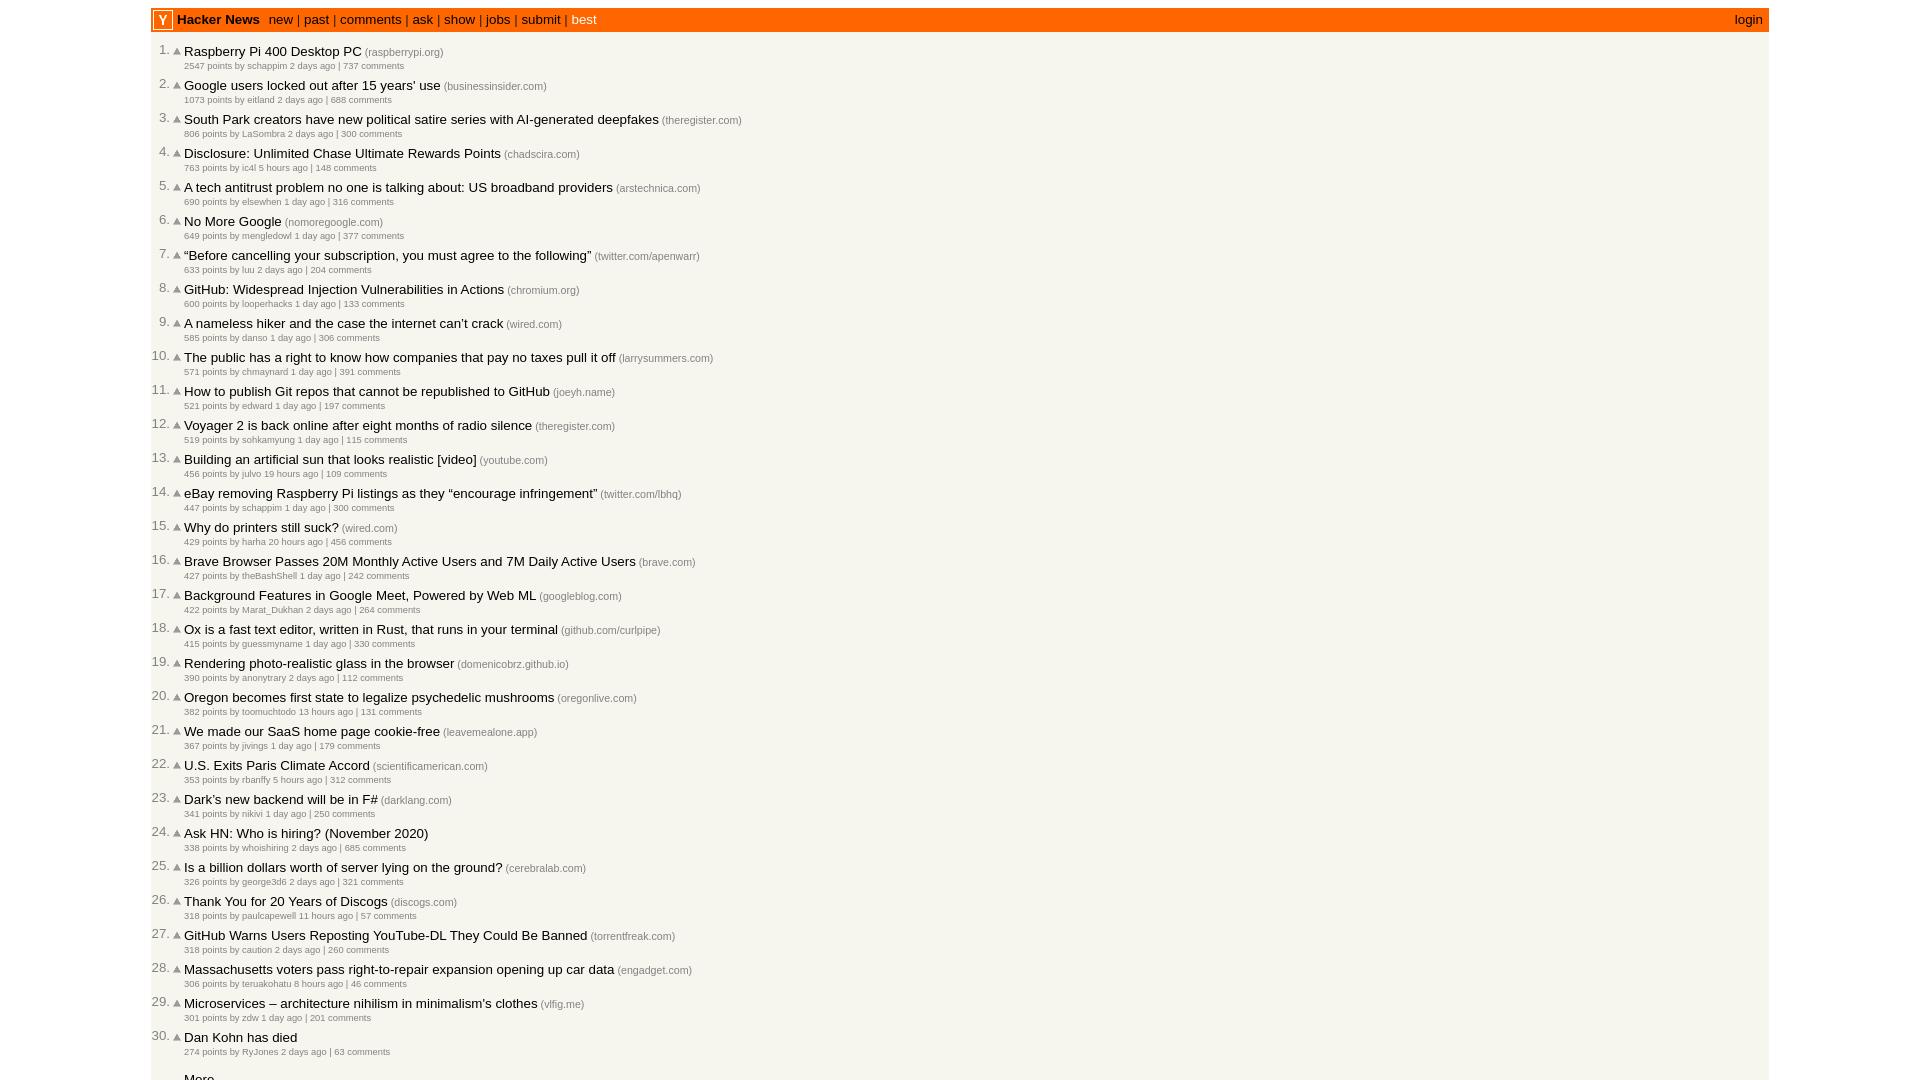 Y Hacker News new | past | comments | ask | show | jobs | submit | best login
1. Raspberry Pi 400 Desktop PC (raspberrypi.org)
2547 points by schappim 2 days ago | 737 comments
2. Google users locked out after 15 years' use (businessinsider.com)
1073 points by eitland 2 days ago | 688 comments
3. South Park creators have new political satire series with AI-generated deepfakes (theregister.com)
806 points by LaSombra 2 days ago | 300 comments
4. Disclosure: Unlimited Chase Ultimate Rewards Points (chadscira.com)
763 points by ic4l 5 hours ago | 148 comments
5. A tech antitrust problem no one is talking about: US broadband providers (arstechnica.com)
690 points by elsewhen 1 day ago | 316 comments
6. No More Google (nomoregoogle.com)
649 points by mengledowl 1 day ago | 377 comments
7. “Before cancelling your subscription, you must agree to the following” (twitter.com/apenwarr)
633 points by luu 2 days ago | 204 comments
8. GitHub: Widespread Injection Vulnerabilities in Actions (chromium.org)
600 points by looperhacks 1 day ago | 133 comments
9. A nameless hiker and the case the internet can’t crack (wired.com)
585 points by danso 1 day ago | 306 comments
10. The public has a right to know how companies that pay no taxes pull it off (larrysummers.com)
571 points by chmaynard 1 day ago | 391 comments
11. How to publish Git repos that cannot be republished to GitHub (joeyh.name)
521 points by edward 1 day ago | 197 comments
12. Voyager 2 is back online after eight months of radio silence (theregister.com)
519 points by sohkamyung 1 day ago | 115 comments
13. Building an artificial sun that looks realistic [video] (youtube.com)
456 points by julvo 19 hours ago | 109 comments
14. eBay removing Raspberry Pi listings as they “encourage infringement” (twitter.com/lbhq)
447 points by schappim 1 day ago | 300 comments
15. Why do printers still suck? (wired.com)
429 points by harha 20 hours ago | 456 comments
16. Brave Browser Passes 20M Monthly Active Users and 7M Daily Active Users (brave.com)
427 points by theBashShell 1 day ago | 242 comments
17. Background Features in Google Meet, Powered by Web ML (googleblog.com)
422 points by Marat_Dukhan 2 days ago | 264 comments
18. Ox is a fast text editor, written in Rust, that runs in your terminal (github.com/curlpipe)
415 points by guessmyname 1 day ago | 330 comments
19. Rendering photo-realistic glass in the browser (domenicobrz.github.io)
390 points by anonytrary 2 days ago | 112 comments
20. Oregon becomes first state to legalize psychedelic mushrooms (oregonlive.com)
382 points by toomuchtodo 13 hours ago | 131 comments
21. We made our SaaS home page cookie-free (leavemealone.app)
367 points by jivings 1 day ago | 179 comments
22. U.S. Exits Paris Climate Accord (scientificamerican.com)
353 points by rbanffy 5 hours ago | 312 comments
23. Dark’s new backend will be in F# (darklang.com)
341 points by nikivi 1 day ago | 250 comments
24. Ask HN: Who is hiring? (November 2020)
338 points by whoishiring 2 days ago | 685 comments
25. Is a billion dollars worth of server lying on the ground? (cerebralab.com)
326 points by george3d6 2 days ago | 321 comments
26. Thank You for 20 Years of Discogs (discogs.com)
318 points by paulcapewell 11 hours ago | 57 comments
27. GitHub Warns Users Reposting YouTube-DL They Could Be Banned (torrentfreak.com)
318 points by caution 2 days ago | 260 comments
28. Massachusetts voters pass right-to-repair expansion opening up car data (engadget.com)
306 points by teruakohatu 8 hours ago | 46 comments
29. Microservices – architecture nihilism in minimalism's clothes (vlfig.me)
301 points by zdw 1 day ago | 201 comments
30. Dan Kohn has died
274 points by RyJones 2 days ago | 63 comments
More